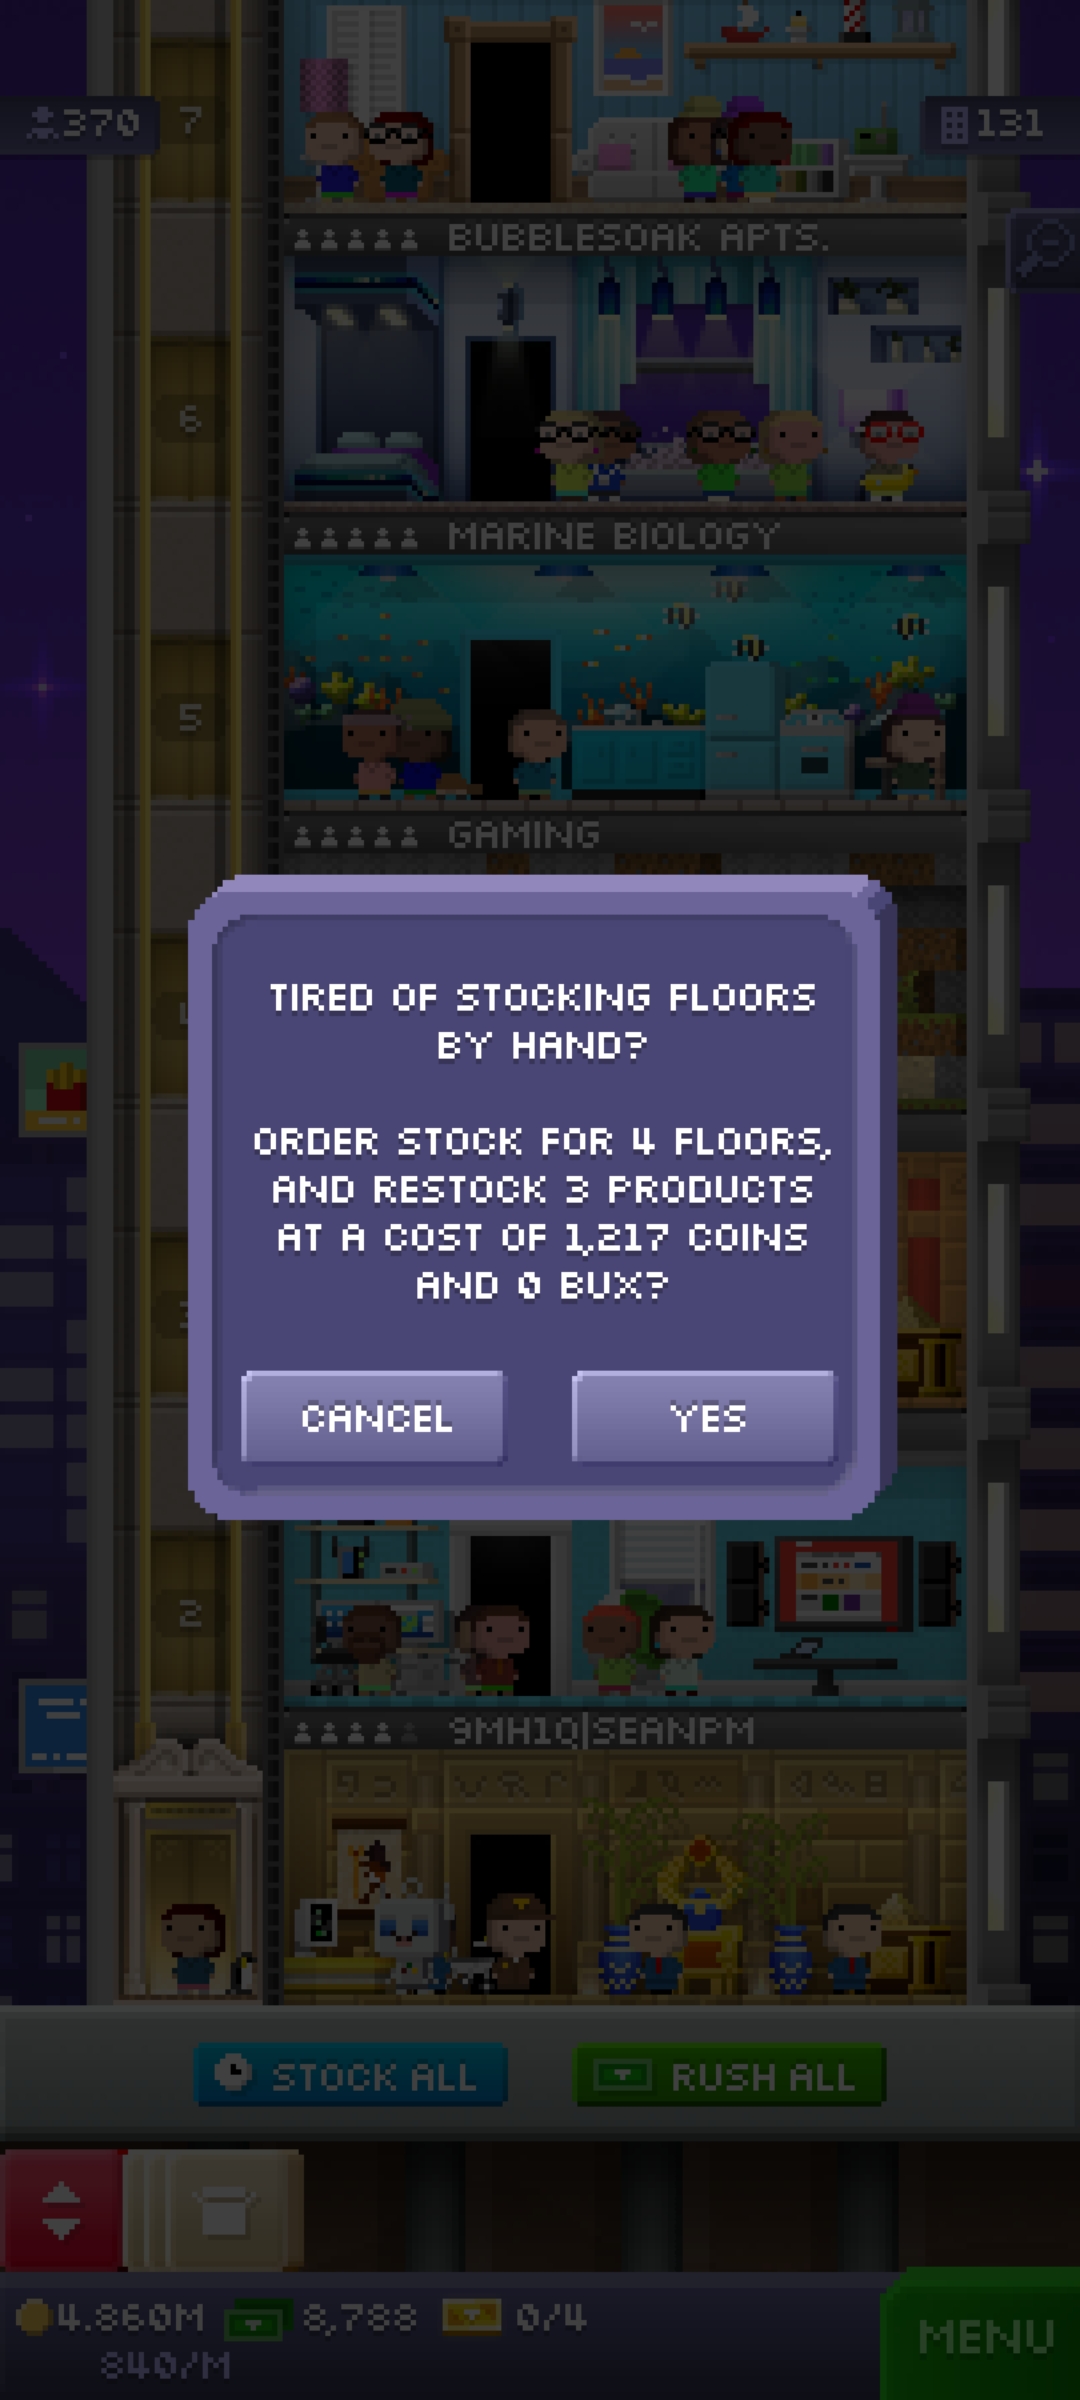 370
7
131
BUBBLESOAK APTS.
6
MARINE BIOLOGY
5
GAMING
TIRED OF STOCKING FLOORS
BY HAND?
ORDER STOCK FOR 4 FLOORS,
AND RESTOCK 3 PRODUCTS
AT A COST OF 1,217 COINS
AND 0 BUX?
CANCEL
YES
2
9MH1Q|SEANPM
STOCK ALL
RUSH ALL
4.860M
8,788
0/4
840/M
MENU